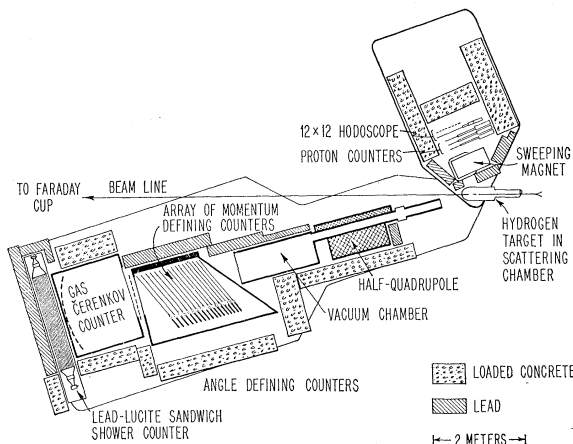 12×12 HODOSCOPE
PROTON COUNTERS
SWEEPING
MAGNET
TO FARADAY
CUP
BEAM LINE
ARRAY OF MOMENTUM
DEFINING COUNTERS
HYDROGEN
TARGET IN
SCATTERING
CHAMBER
HALF-QUADRUPOLE
VACUUM CHAMBER
GAS
ČERENKOV
COUNTER
ANGLE DEFINING COUNTERS
LEAD-LUCITE SANDWICH
SHOWER COUNTER
LOADED CONCRETE
LEAD
2 METERS